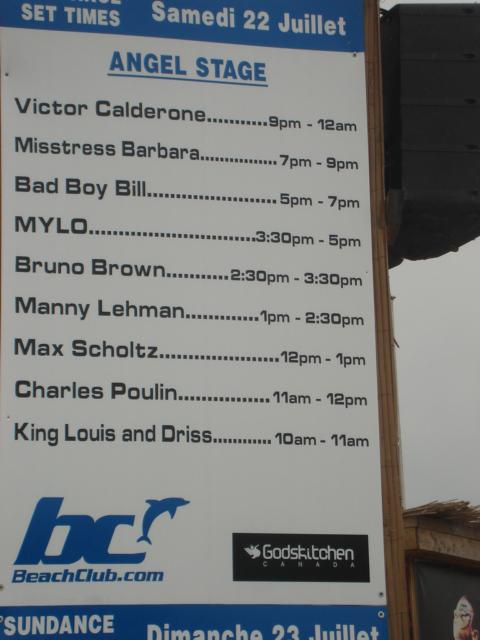 SET TIMES Samedi 22 Juillet
ANGEL STAGE
Victor Calderone...........9pm - 12am
Misstress Barbara................7pm - 9pm
Bad Boy Bill.......................5pm - 7pm
MYLO..............................3:30pm - 5pm
Bruno Brown...........2:30pm - 3:30pm
Manny Lehman.............1pm - 2:30pm
Max Scholtz.....................12pm - 1pm
Charles Poulin................11am - 12pm
King Louis and Driss............10am - 11am
bc
BeachClub.com
Godskitchen
CANADA
SUNDANCE Dimanche 23 Juillet